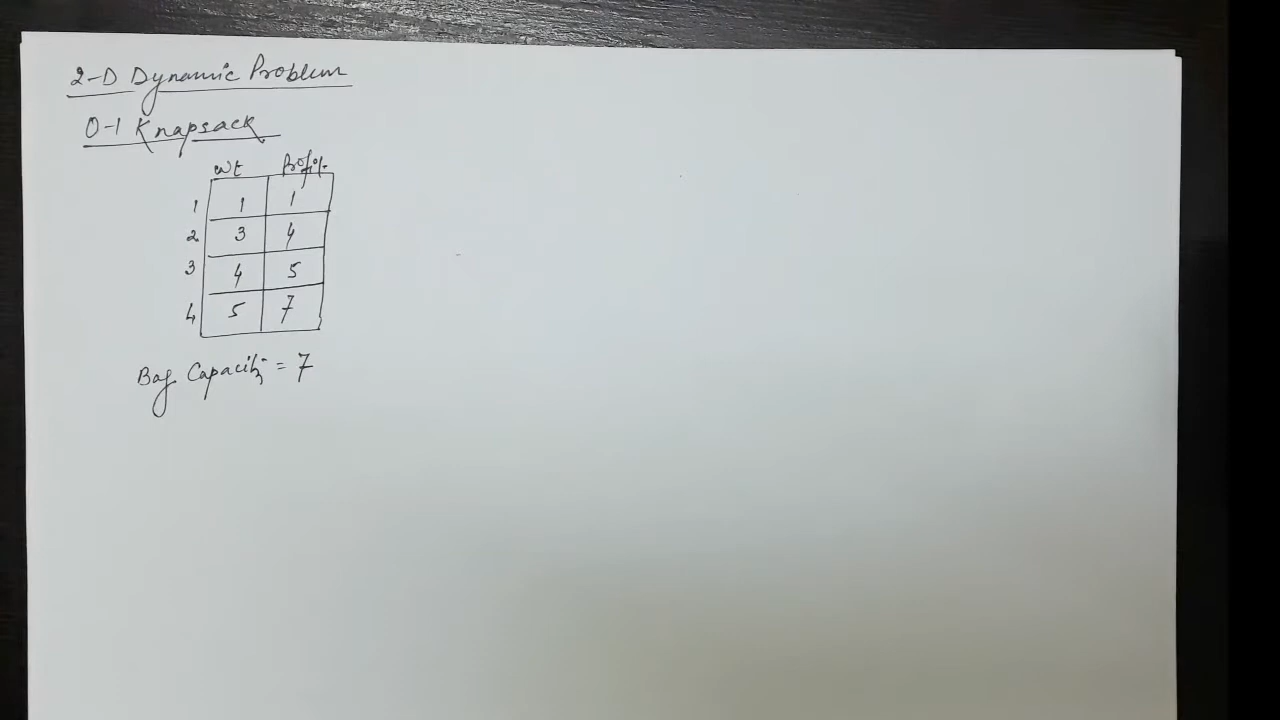 2-D Dynamic Problem
0-1 Knapsack
Wt Profit
1 1 1
2 3 4
3 4 5
4 5 7
Bag Capacity = 7